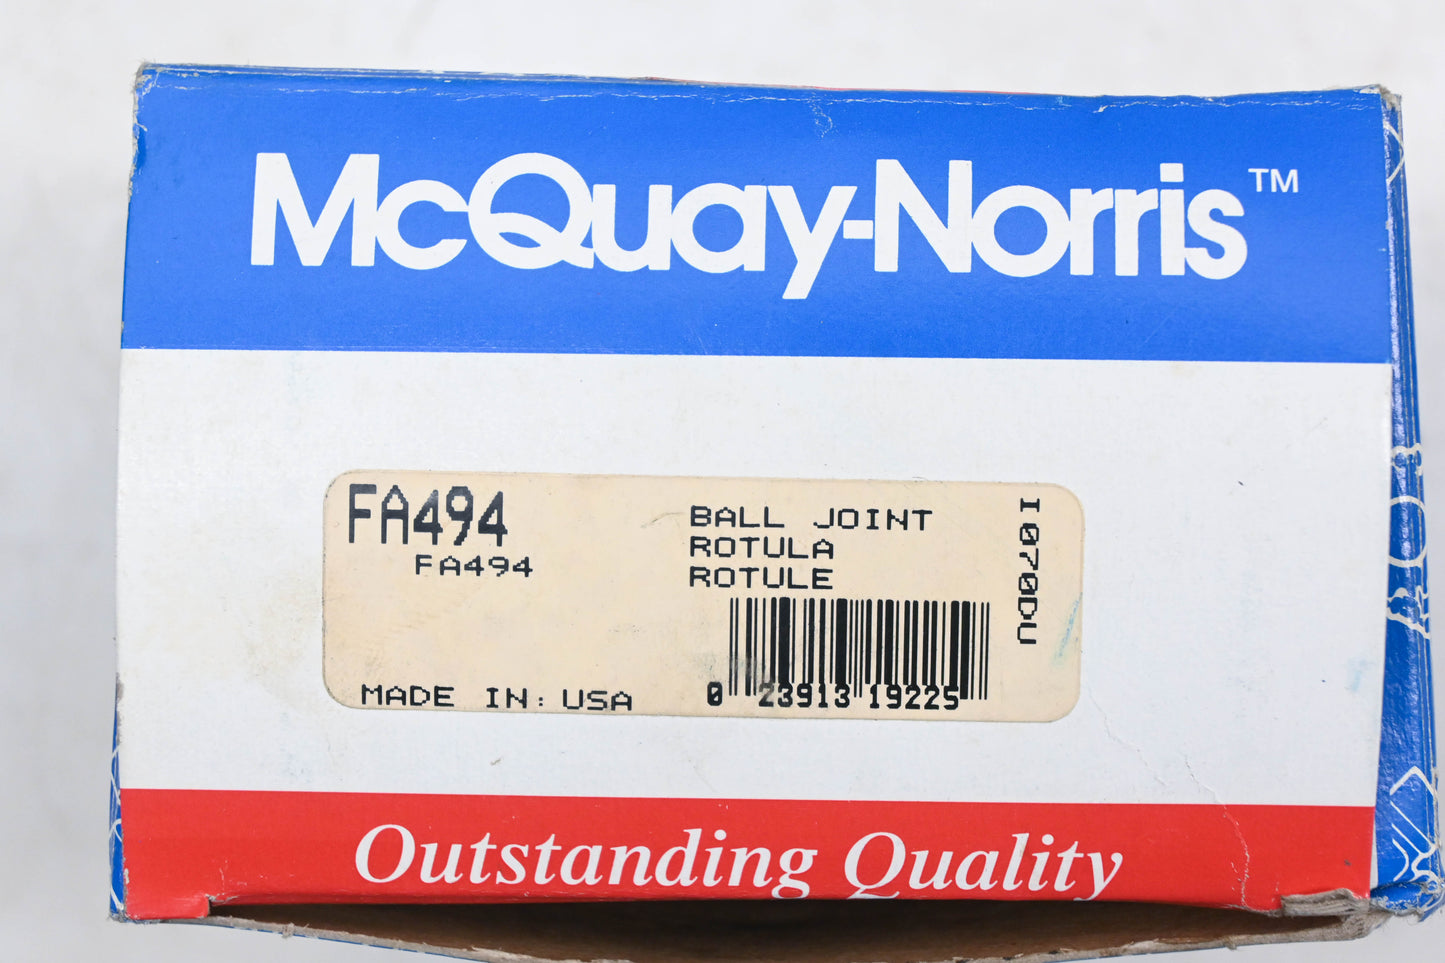 McQuay-Norris™
FA494
FA494
BALL JOINT
ROTULA
ROTULE
I070DU
MADE IN: USA
0 23913 19225
Outstanding Quality